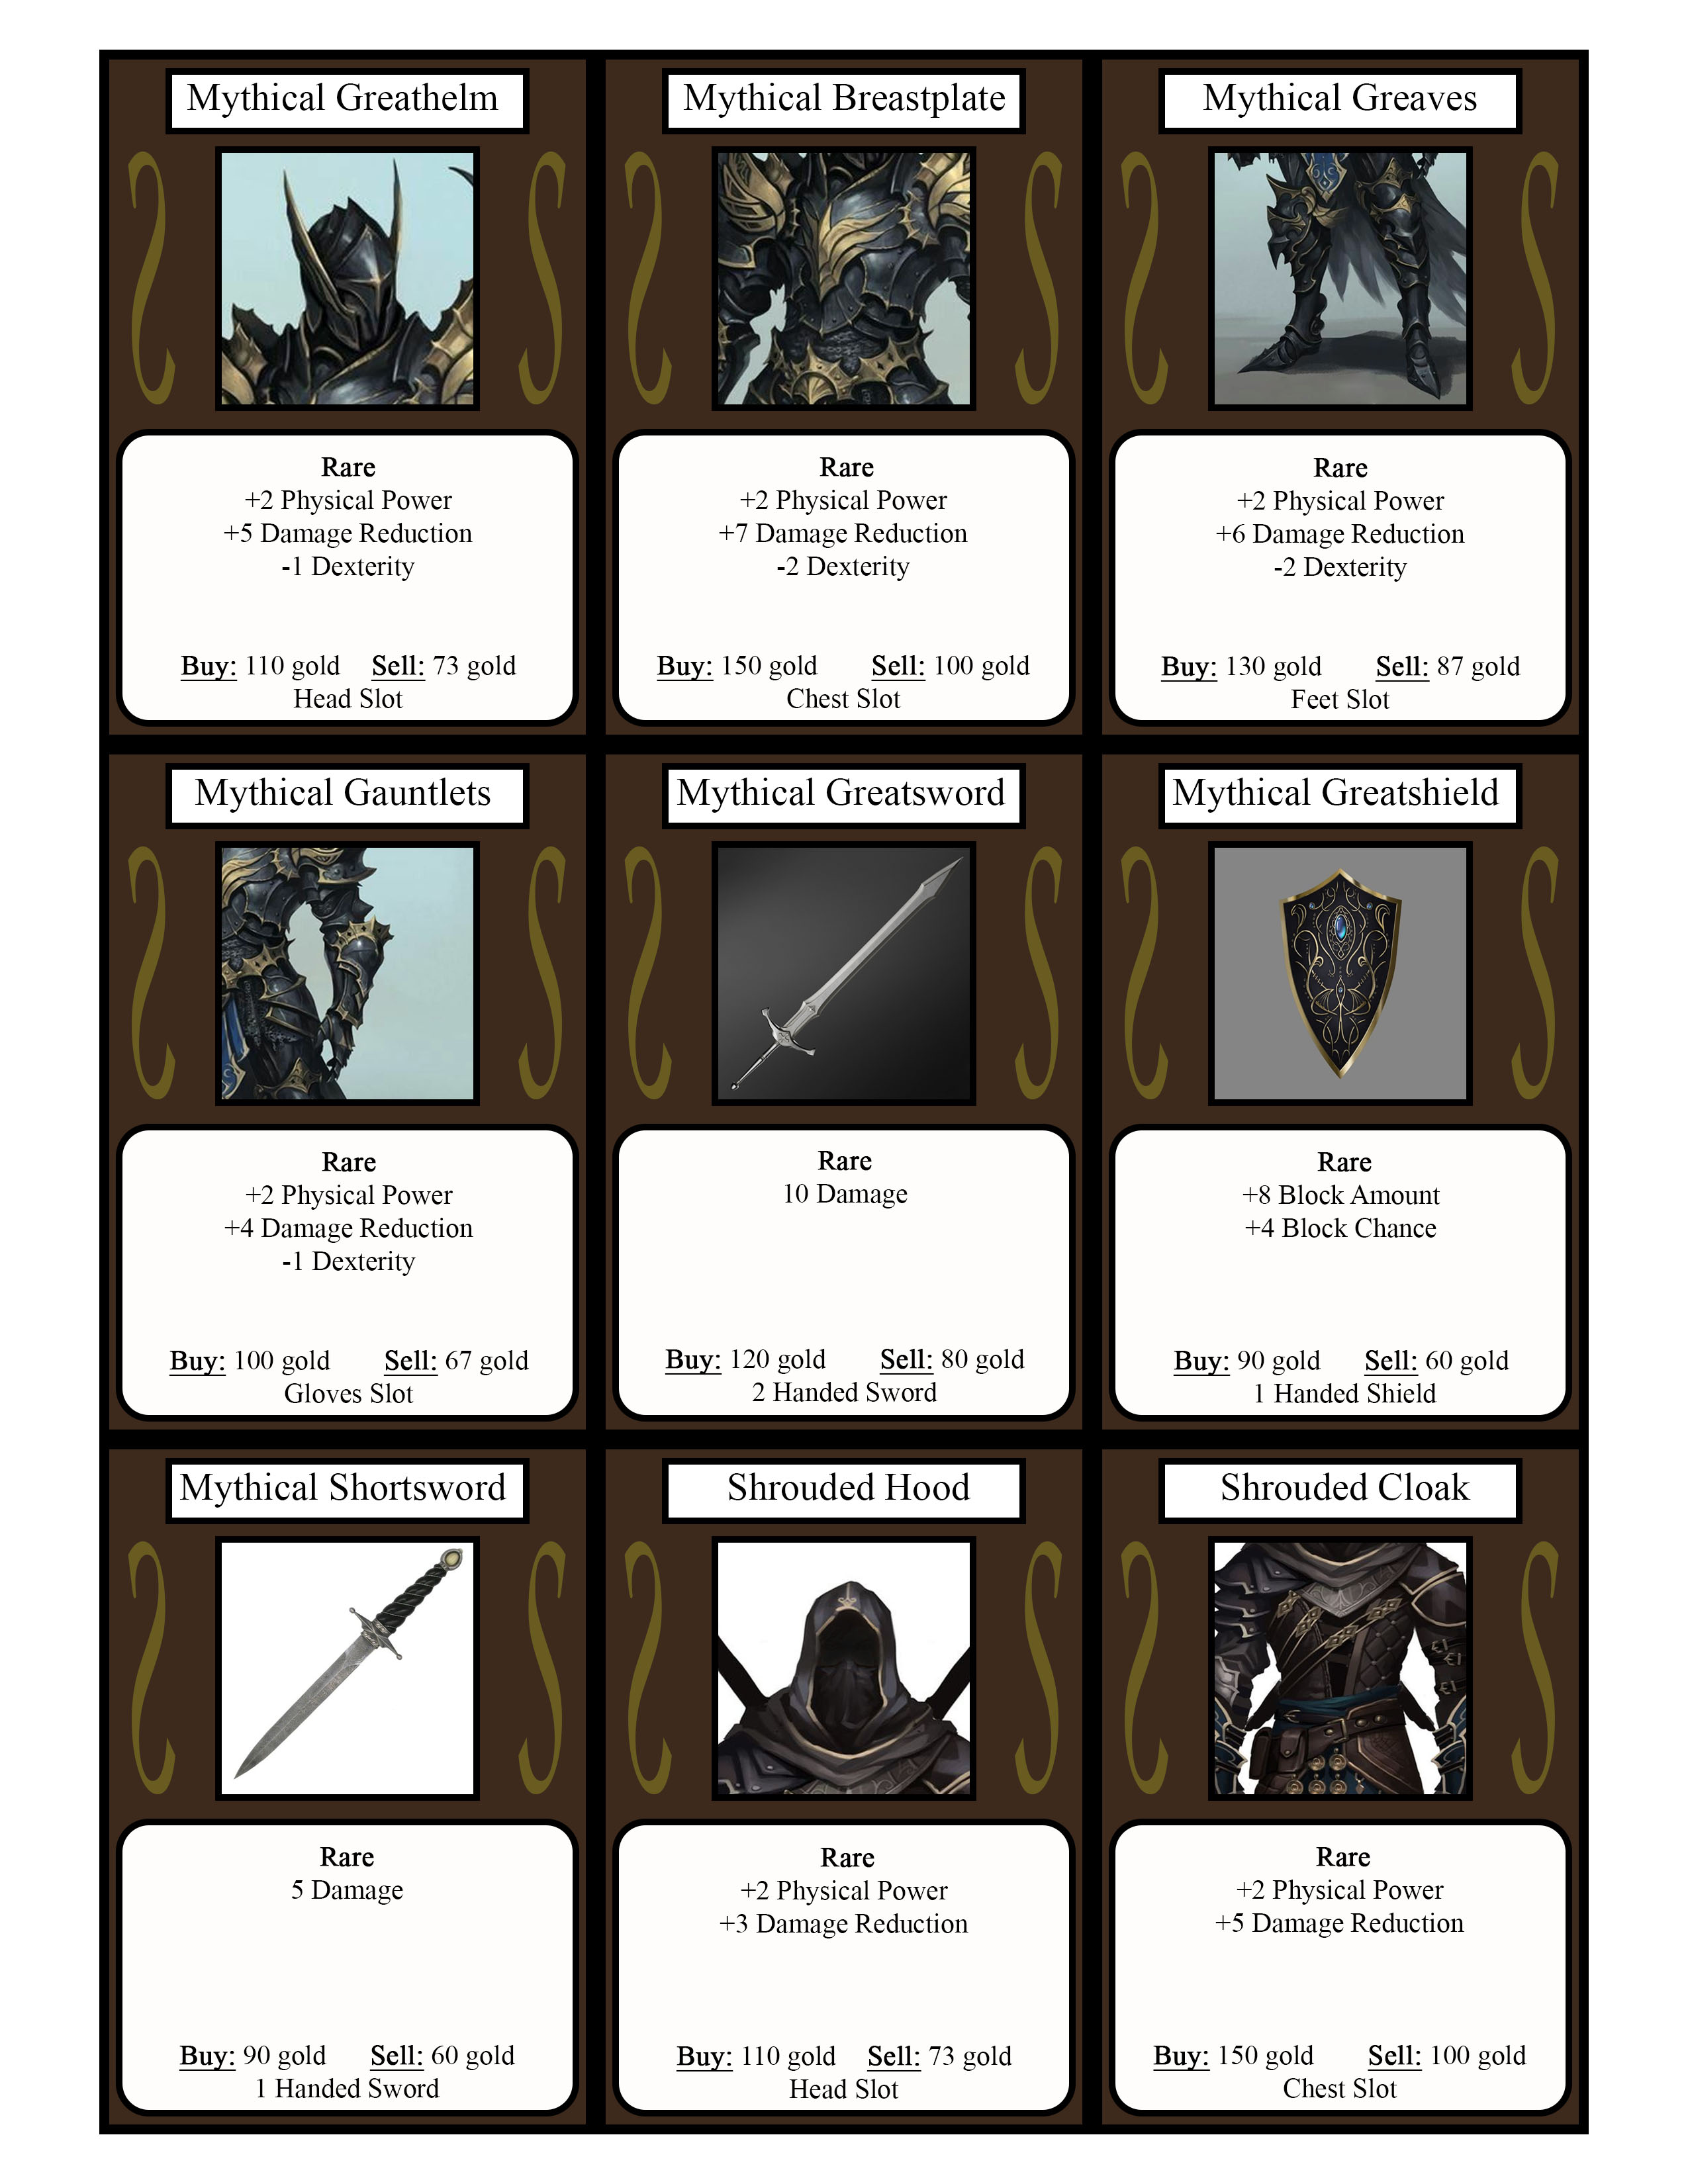 Mythical Greathelm
Rare
+2 Physical Power
+5 Damage Reduction
-1 Dexterity
Buy: 110 gold Sell: 73 gold
Head Slot
Mythical Breastplate
Rare
+2 Physical Power
+7 Damage Reduction
-2 Dexterity
Buy: 150 gold Sell: 100 gold
Chest Slot
Mythical Greaves
Rare
+2 Physical Power
+6 Damage Reduction
-2 Dexterity
Buy: 130 gold Sell: 87 gold
Feet Slot
Mythical Gauntlets
Rare
+2 Physical Power
+4 Damage Reduction
-1 Dexterity
Buy: 100 gold Sell: 67 gold
Gloves Slot
Mythical Greatsword
Rare
10 Damage
Buy: 120 gold Sell: 80 gold
2 Handed Sword
Mythical Greatshield
Rare
+8 Block Amount
+4 Block Chance
Buy: 90 gold Sell: 60 gold
1 Handed Shield
Mythical Shortsword
Rare
5 Damage
Buy: 90 gold Sell: 60 gold
1 Handed Sword
Shrouded Hood
Rare
+2 Physical Power
+3 Damage Reduction
Buy: 110 gold Sell: 73 gold
Head Slot
Shrouded Cloak
Rare
+2 Physical Power
+5 Damage Reduction
Buy: 150 gold Sell: 100 gold
Chest Slot